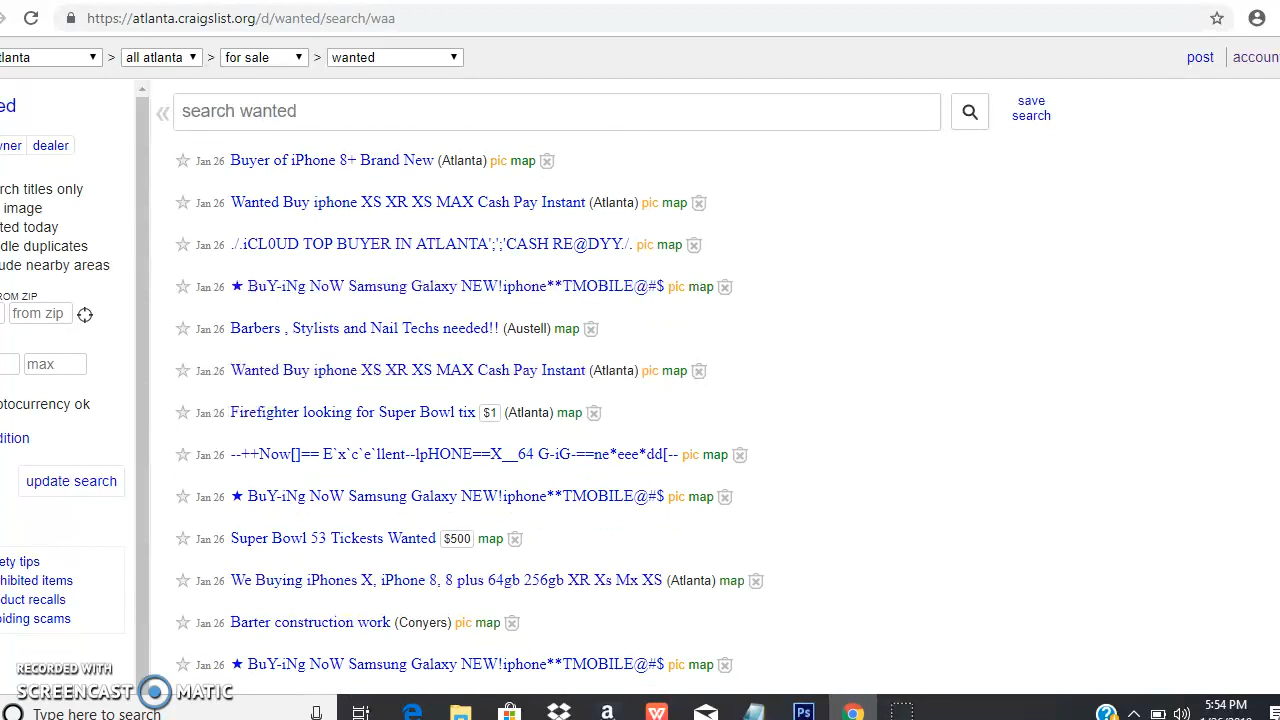 https://atlanta.craigslist.org/d/wanted/search/waa
lanta > all atlanta > for sale > wanted post accoun
ed
search wanted
save search
wner dealer
rch titles only
image
ted today
dle duplicates
ude nearby areas
ROM ZIP
from zip
max
ptocurrency ok
dition
update search
ety tips
hibited items
duct recalls
iding scams
Jan 26 Buyer of iPhone 8+ Brand New (Atlanta) pic map
Jan 26 Wanted Buy iphone XS XR XS MAX Cash Pay Instant (Atlanta) pic map
Jan 26 ./.iCL0UD TOP BUYER IN ATLANTA';';'CASH RE@DYY./. pic map
Jan 26 ★ BuY-iNg NoW Samsung Galaxy NEW!iphone**TMOBILE@#$ pic map
Jan 26 Barbers , Stylists and Nail Techs needed!! (Austell) map
Jan 26 Wanted Buy iphone XS XR XS MAX Cash Pay Instant (Atlanta) pic map
Jan 26 Firefighter looking for Super Bowl tix $1 (Atlanta) map
Jan 26 --++Now[]== E`x`c`e`llent--lpHONE==X__64 G-iG-==ne*eee*dd[-- pic map
Jan 26 ★ BuY-iNg NoW Samsung Galaxy NEW!iphone**TMOBILE@#$ pic map
Jan 26 Super Bowl 53 Tickests Wanted $500 map
Jan 26 We Buying iPhones X, iPhone 8, 8 plus 64gb 256gb XR Xs Mx XS (Atlanta) map
Jan 26 Barter construction work (Conyers) pic map
Jan 26 ★ BuY-iNg NoW Samsung Galaxy NEW!iphone**TMOBILE@#$ pic map
RECORDED WITH
SCREENCAST MATIC
Type here to search
5:54 PM